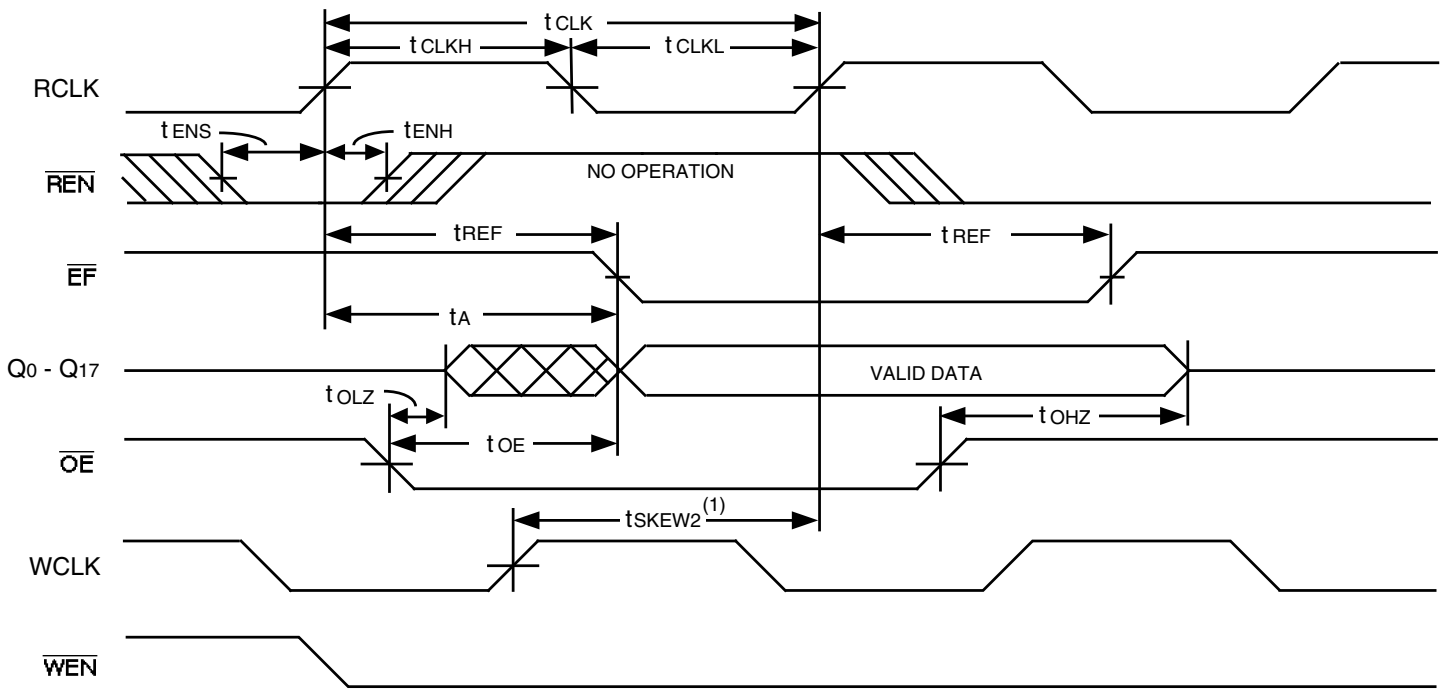 tCLK
tCLKH tCLKL
RCLK
tENS tENH
REN NO OPERATION
tREF tREF
EF
tA
Q0 - Q17 VALID DATA
tOLZ tOHZ
tOE
OE
tSKEW2(1)
WCLK
WEN